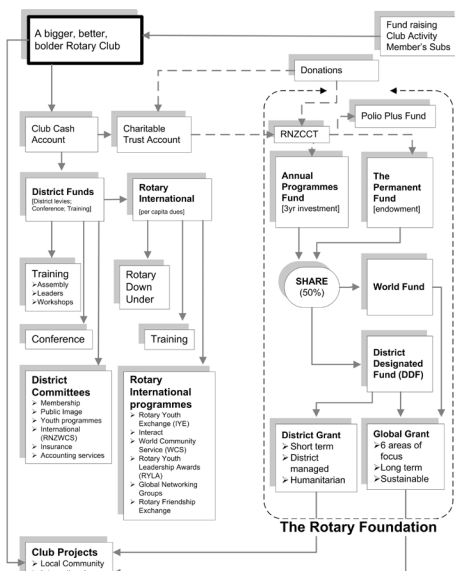 A bigger, better,
bolder Rotary Club
Fund raising
Club Activity
Member's Subs
Donations
Polio Plus Fund
Club Cash
Account
Charitable
Trust Account
RNZCCT
District Funds
[District levies;
Conference; Training]
Rotary
International
[per capita dues]
Annual
Programmes
Fund
[3yr investment]
The
Permanent
Fund
[endowment]
Training
➢Assembly
➢Leaders
➢Workshops
Rotary
Down
Under
SHARE
(50%)
World Fund
Conference
Training
District
Designated
Fund (DDF)
District
Committees
➢ Membership
➢ Public Image
➢ Youth programmes
➢ International
(RNZWCS)
➢ Insurance
➢ Accounting services
Rotary
International
programmes
➢ Rotary Youth
Exchange (IYE)
➢ Interact
➢ World Community
Service (WCS)
➢ Rotary Youth
Leadership Awards
(RYLA)
➢ Global Networking
Groups
➢ Rotary Friendship
Exchange
District Grant
➢Short term
➢District
managed
➢Humanitarian
Global Grant
➢6 areas of
focus
➢Long term
➢Sustainable
The Rotary Foundation
Club Projects
➢ Local Community